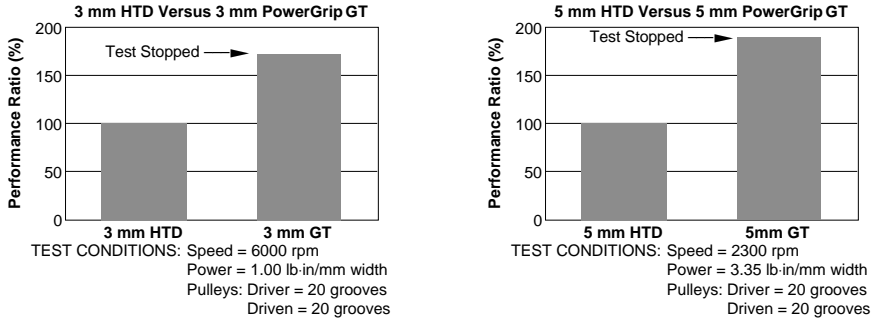 3 mm HTD Versus 3 mm PowerGrip GT
Performance Ratio (%)
200
150
100
50
0
Test Stopped
3 mm HTD
3 mm GT
TEST CONDITIONS: Speed = 6000 rpm
Power = 1.00 lb·in/mm width
Pulleys: Driver = 20 grooves
Driven = 20 grooves
5 mm HTD Versus 5 mm PowerGrip GT
Performance Ratio (%)
200
150
100
50
0
Test Stopped
5 mm HTD
5mm GT
TEST CONDITIONS: Speed = 2300 rpm
Power = 3.35 lb·in/mm width
Pulleys: Driver = 20 grooves
Driven = 20 grooves